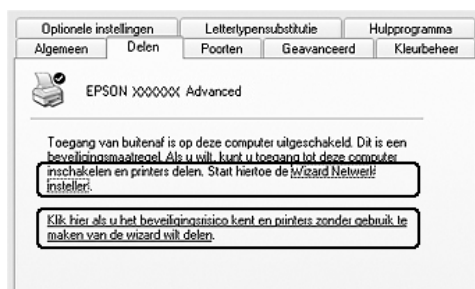 Optionele instellingen Lettertypensubstitutie Hulpprogramma
Algemeen Delen Poorten Geavanceerd Kleurbeheer
EPSON XXXXXX Advanced
Toegang van buitenaf is op deze computer uitgeschakeld. Dit is een
beveiligingsmaatregel. Als u wilt, kunt u toegang tot deze computer
inschakelen en printers delen. Start hiertoe de Wizard Netwerk
instellen.
Klik hier als u het beveiligingsrisico kent en printers zonder gebruik te
maken van de wizard wilt delen.